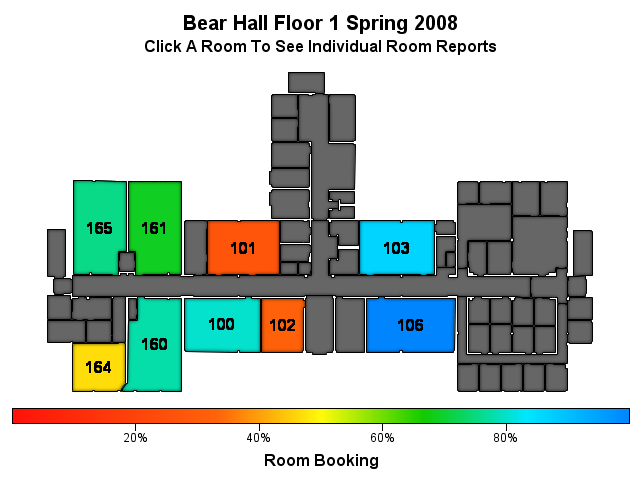 Bear Hall Floor 1 Spring 2008
Click A Room To See Individual Room Reports
165
161
101
103
100
102
106
160
164
20% 40% 60% 80%
Room Booking